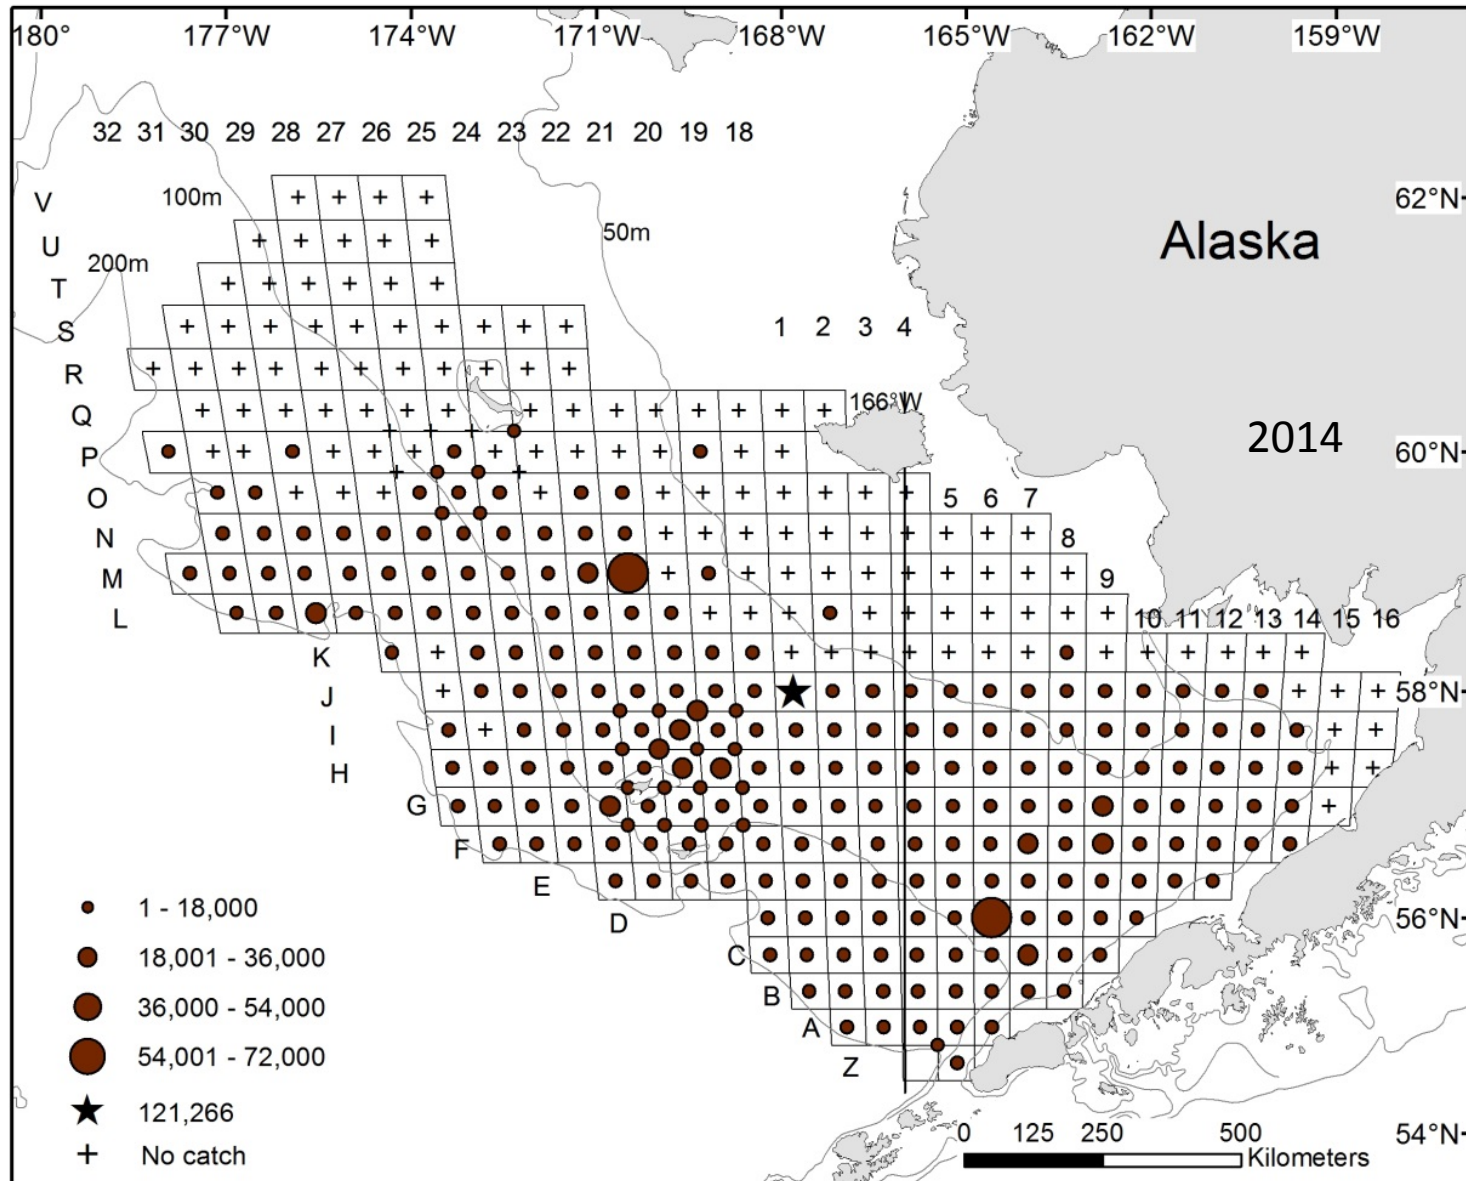 180° 177°W 174°W 171°W 168°W 165°W 162°W 159°W
32 31 30 29 28 27 26 25 24 23 22 21 20 19 18
V 100m 62°N
U 50m Alaska
200m
T
S 1 2 3 4
R
Q 166°W
2014
P 60°N
O 5 6 7
N 8
M 9
L 10 11 12 13 14 15 16
K
J 58°N
I
H
G
F
E
1 - 18,000
D 56°N
18,001 - 36,000
C
B
36,000 - 54,000
A
54,001 - 72,000
Z
121,266
54°N
0 125 250 500
No catch
Kilometers